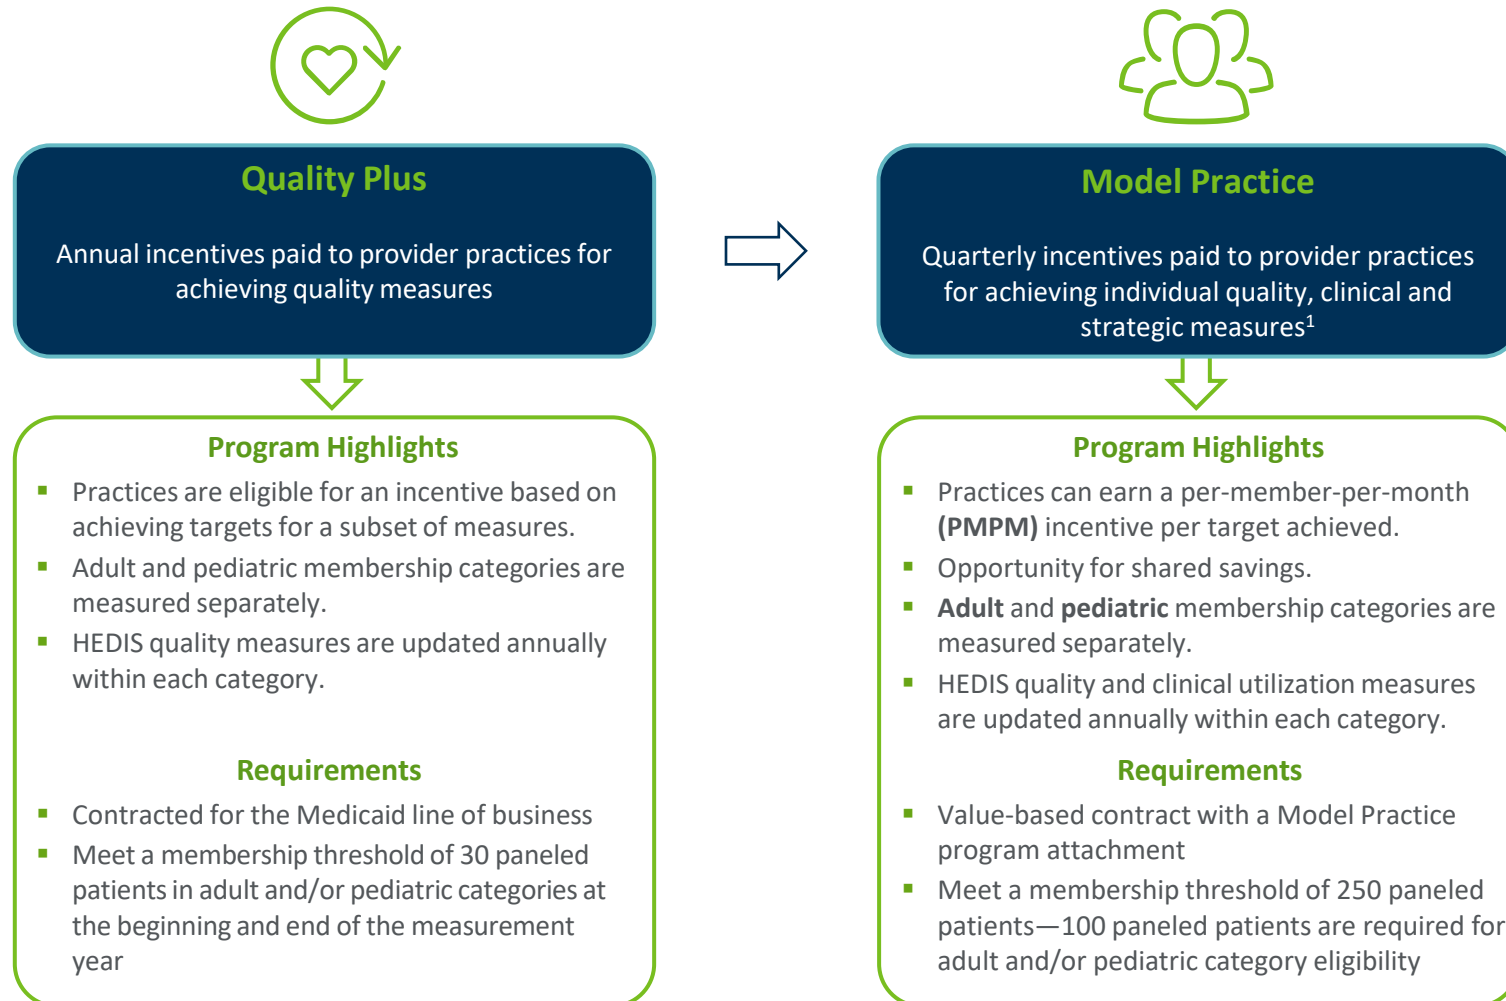 Quality Plus
Annual incentives paid to provider practices for
achieving quality measures
Program Highlights
▪ Practices are eligible for an incentive based on
achieving targets for a subset of measures.
▪ Adult and pediatric membership categories are
measured separately.
▪ HEDIS quality measures are updated annually
within each category.
Requirements
▪ Contracted for the Medicaid line of business
▪ Meet a membership threshold of 30 paneled
patients in adult and/or pediatric categories at
the beginning and end of the measurement
year
Model Practice
Quarterly incentives paid to provider practices
for achieving individual quality, clinical and
strategic measures1
Program Highlights
▪ Practices can earn a per-member-per-month
(PMPM) incentive per target achieved.
▪ Opportunity for shared savings.
▪ Adult and pediatric membership categories are
measured separately.
▪ HEDIS quality and clinical utilization measures
are updated annually within each category.
Requirements
▪ Value-based contract with a Model Practice
program attachment
▪ Meet a membership threshold of 250 paneled
patients—100 paneled patients are required for
adult and/or pediatric category eligibility